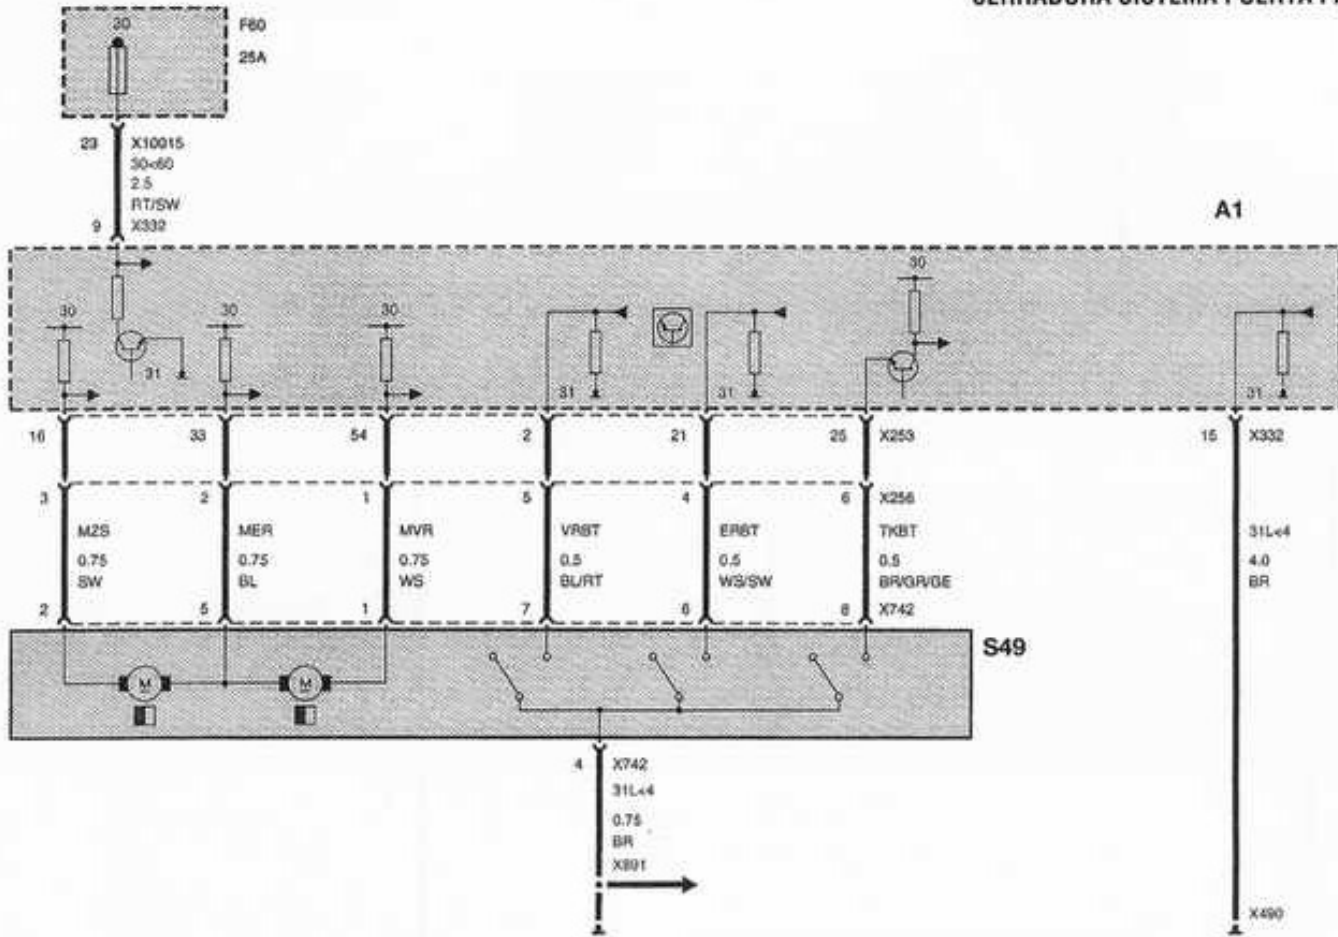 30
F60
25A
23 X10015
30<60
2.5
RT/SW
9 X332
A1
30 30 30 30
31 31 31 31
16 33 54 2 21 25 X253 15 X332
3 2 1 5 4 6 X256
MZS MER MVR VRBT ERBT TKBT 31L<4
0.75 0.75 0.75 0.5 0.5 0.5 4.0
SW BL WS BL/RT WS/SW BR/GR/GE BR
2 5 1 7 6 8 X742
S49
M M
4 X742
31L<4
0.75
BR
X891
X490